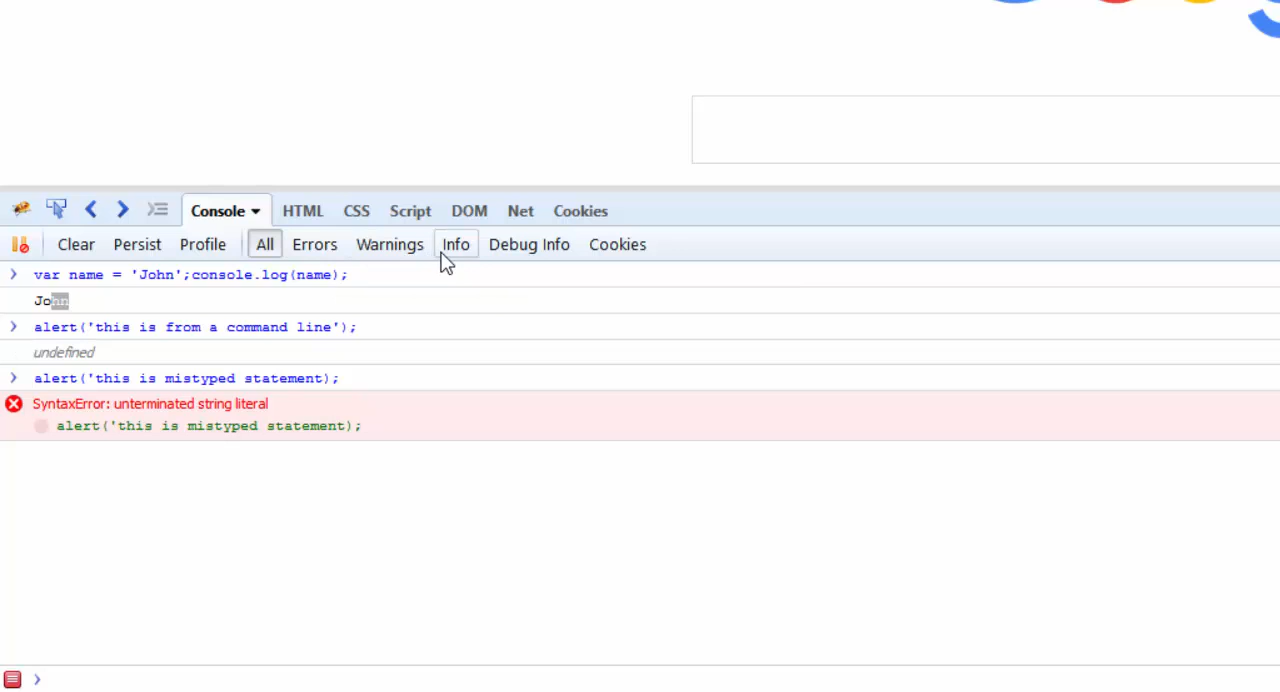 Console HTML CSS Script DOM Net Cookies
Clear Persist Profile All Errors Warnings Info Debug Info Cookies
var name = 'John';console.log(name);
John
alert('this is from a command line');
undefined
alert('this is mistyped statement);
SyntaxError: unterminated string literal
alert('this is mistyped statement);